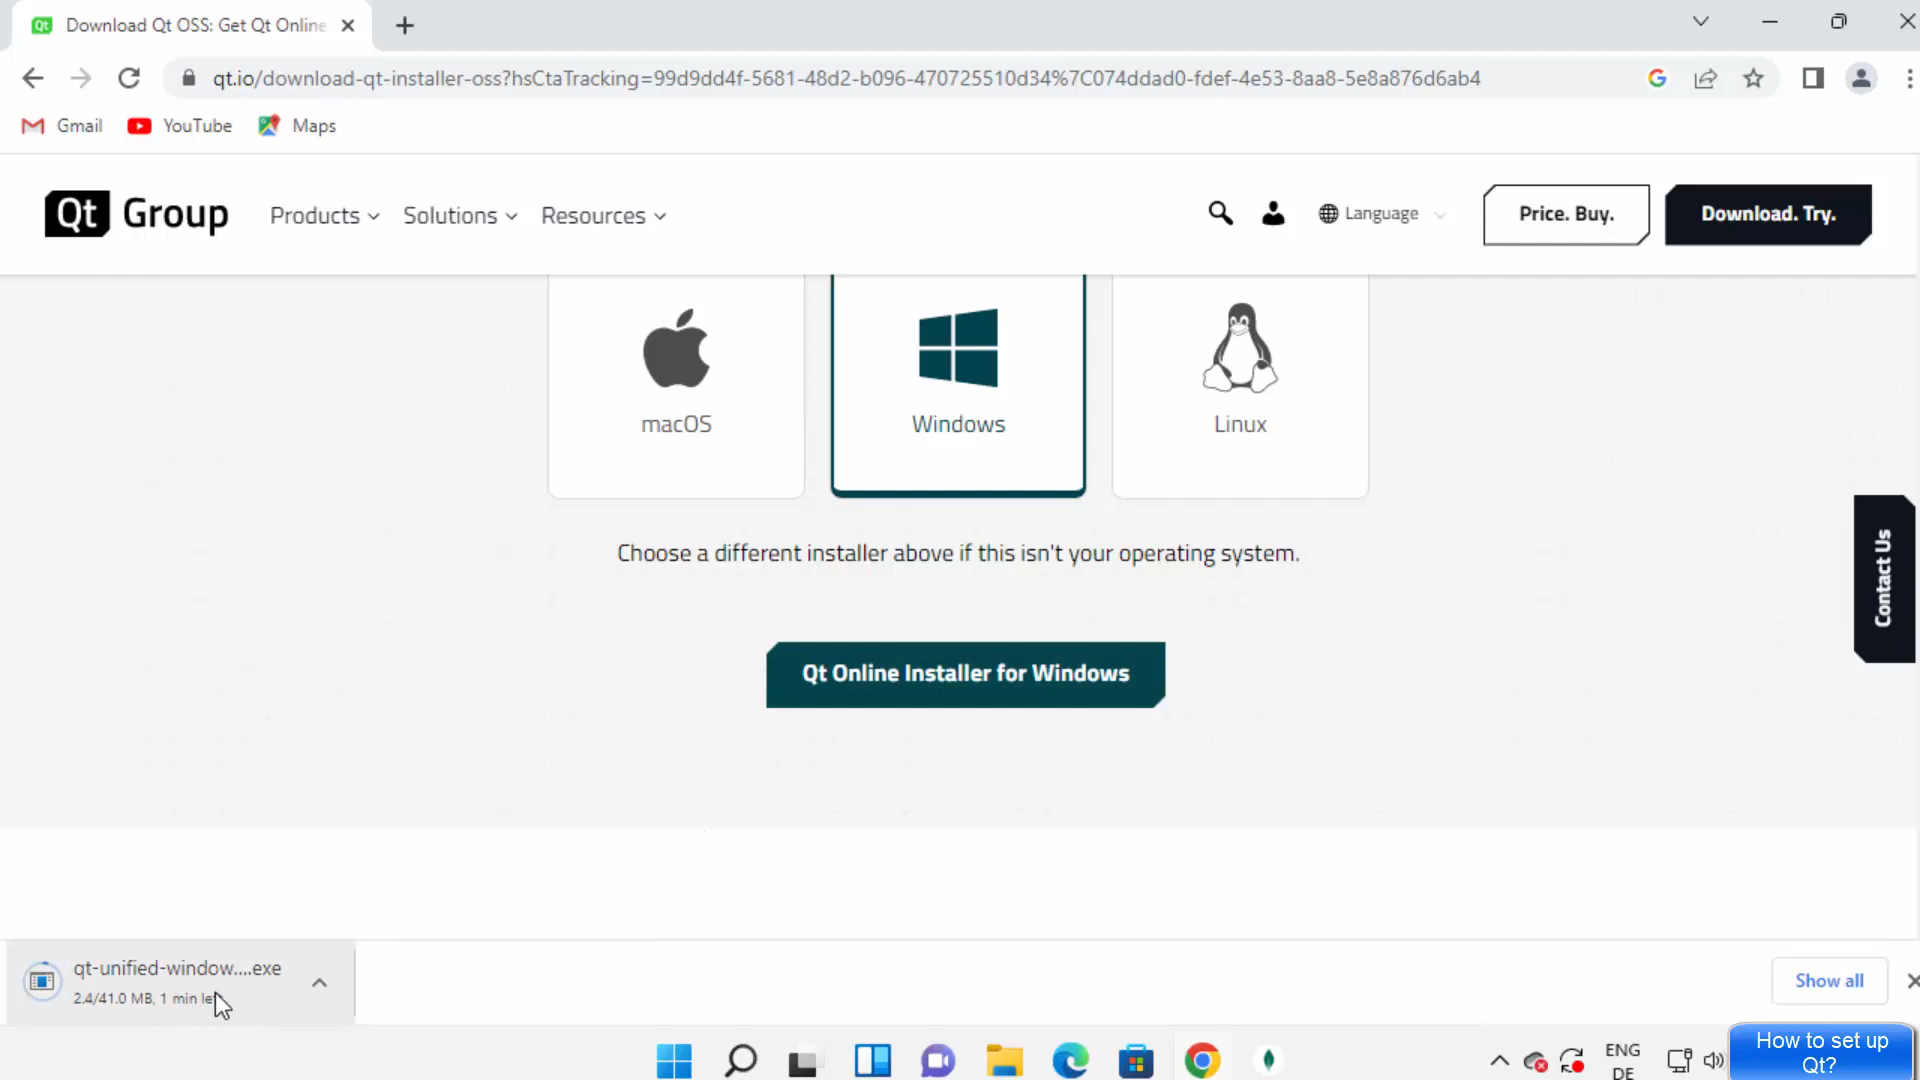 Download Qt OSS: Get Qt Online
qt.io/download-qt-installer-oss?hsCtaTracking=99d9dd4f-5681-48d2-b096-470725510d34%7C074ddad0-fdef-4e53-8aa8-5e8a876d6ab4
Gmail YouTube Maps
Qt Group Products Solutions Resources Language Price. Buy. Download. Try.
macOS Windows Linux
Choose a different installer above if this isn't your operating system.
Contact Us
Qt Online Installer for Windows
qt-unified-window....exe
2.4/41.0 MB, 1 min
Show all
ENG
DE
How to set up
Qt?